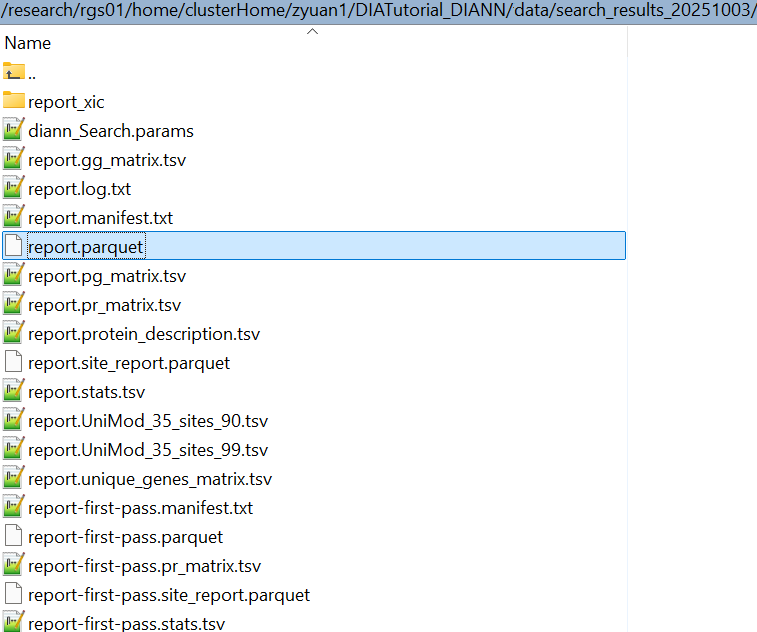 /research/rgs01/home/clusterHome/zyuan1/DIATutorial_DIANN/data/search_results_20251003/
Name
..
report_xic
diann_Search.params
report.gg_matrix.tsv
report.log.txt
report.manifest.txt
report.parquet
report.pg_matrix.tsv
report.pr_matrix.tsv
report.protein_description.tsv
report.site_report.parquet
report.stats.tsv
report.UniMod_35_sites_90.tsv
report.UniMod_35_sites_99.tsv
report.unique_genes_matrix.tsv
report-first-pass.manifest.txt
report-first-pass.parquet
report-first-pass.pr_matrix.tsv
report-first-pass.site_report.parquet
report-first-pass.stats.tsv